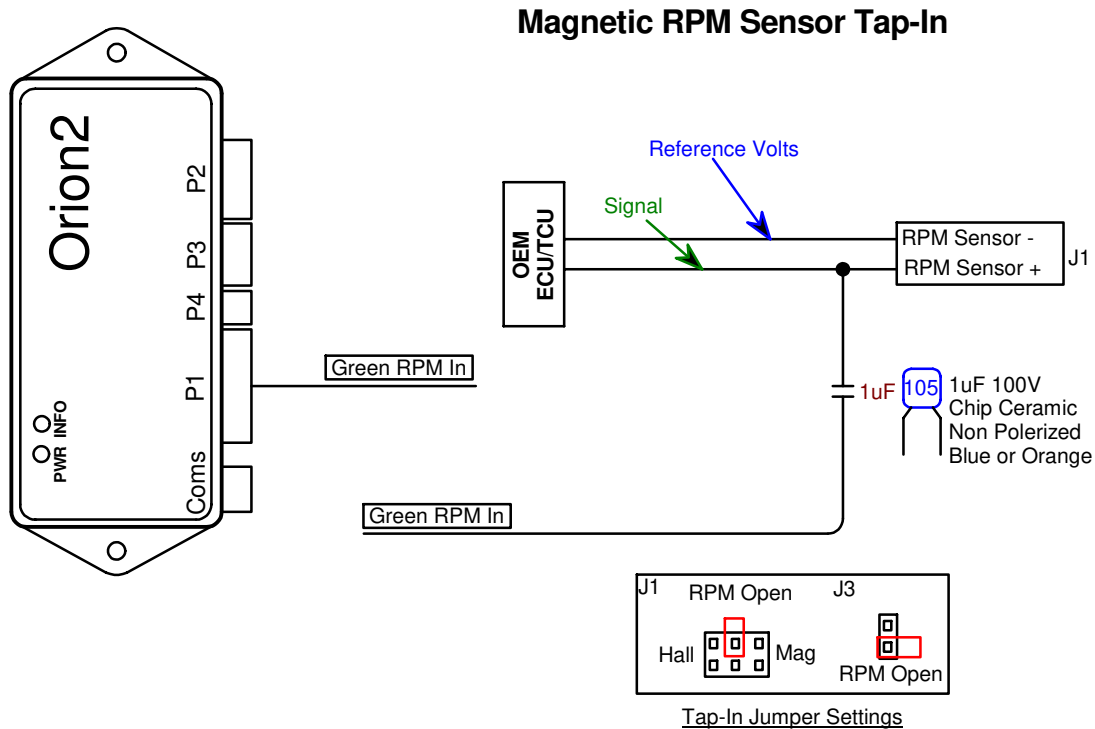 Magnetic RPM Sensor Tap-In
Orion2
P2
P3
P4
P1
Coms
INFO
PWR
Reference Volts
Signal
OEM
ECU/TCU
RPM Sensor -
RPM Sensor +
J1
Green RPM In
1uF
105
1uF 100V
Chip Ceramic
Non Polerized
Blue or Orange
Green RPM In
J1
RPM Open
J3
Hall
Mag
RPM Open
Tap-In Jumper Settings